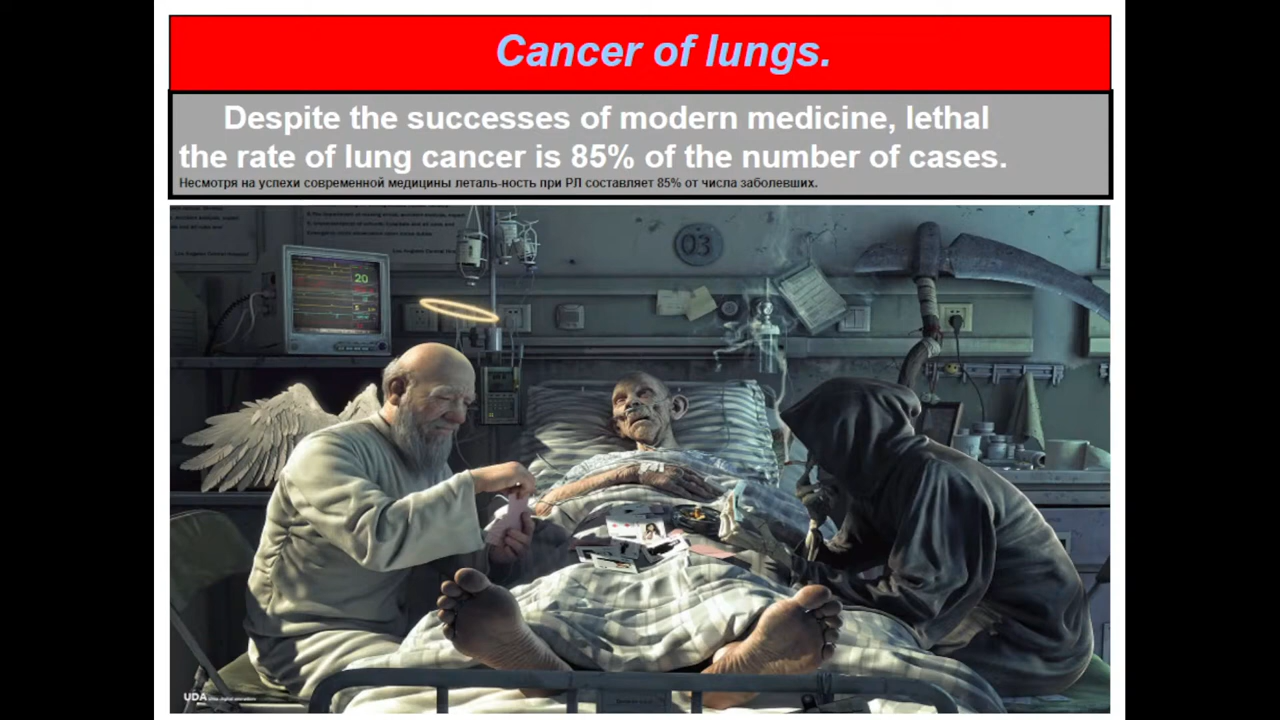 Cancer of lungs.
Despite the successes of modern medicine, lethal
the rate of lung cancer is 85% of the number of cases.
Несмотря на успехи современной медицины леталь-ность при РЛ составляет 85% от числа заболевших.
03
20
UDA